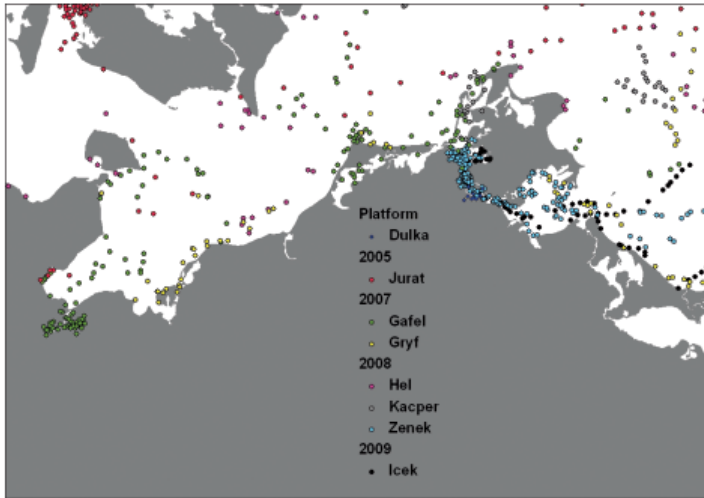 Platform
Dulka
2005
Jurat
2007
Gafel
Gryf
2008
Hel
Kacper
Zenek
2009
Icek